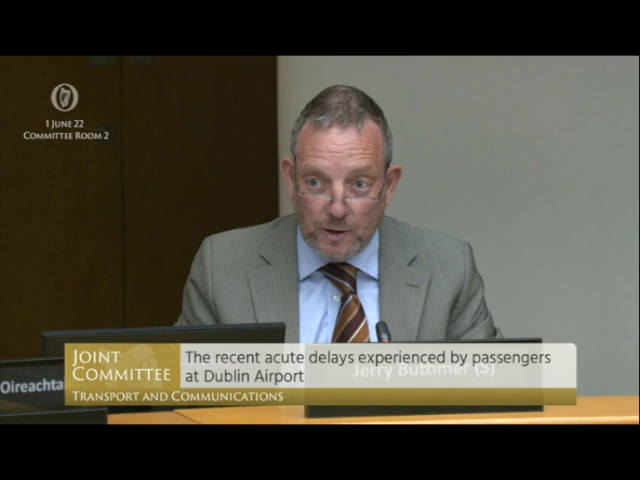 1 June 22
Committee Room 2
Oireachta
Joint
Committee
The recent acute delays experienced by passengers
at Dublin Airport
Jerry Buttimer (S)
Transport and Communications